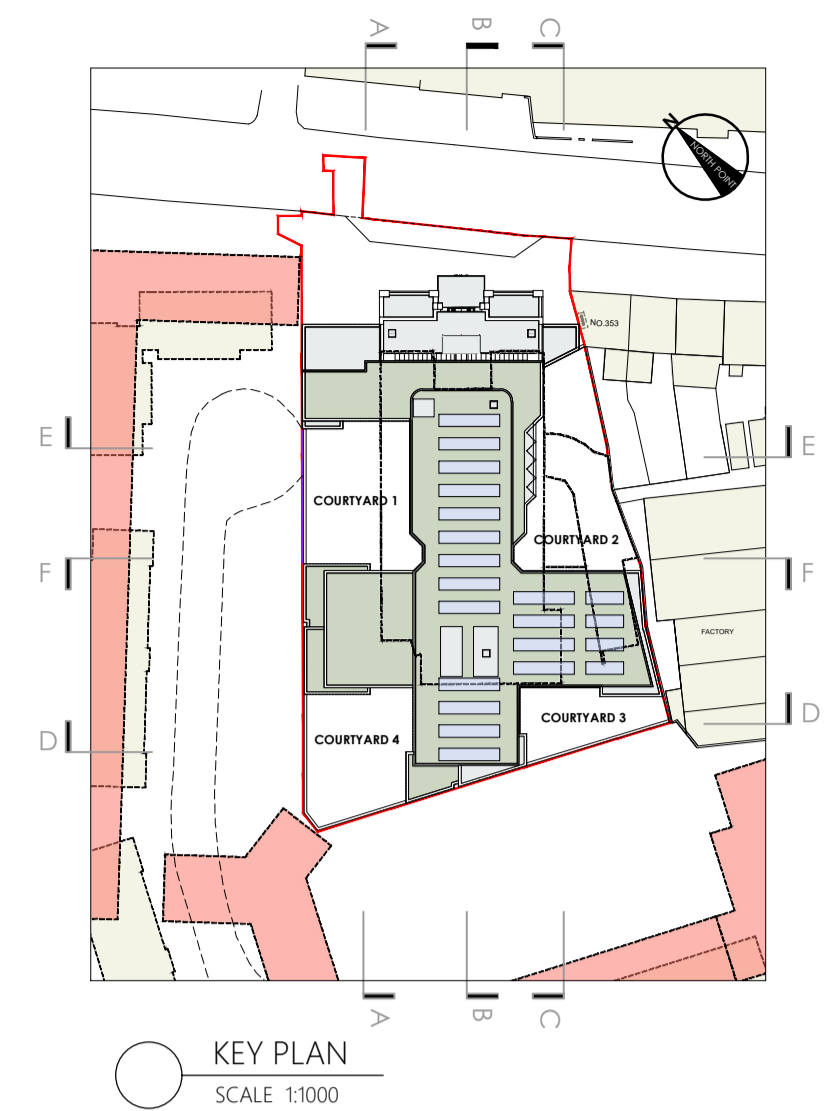 A B C
N
NORTH POINT
NO.353
E E
COURTYARD 1
COURTYARD 2
F F
FACTORY
COURTYARD 3
D D
COURTYARD 4
A B C
KEY PLAN
SCALE 1:1000